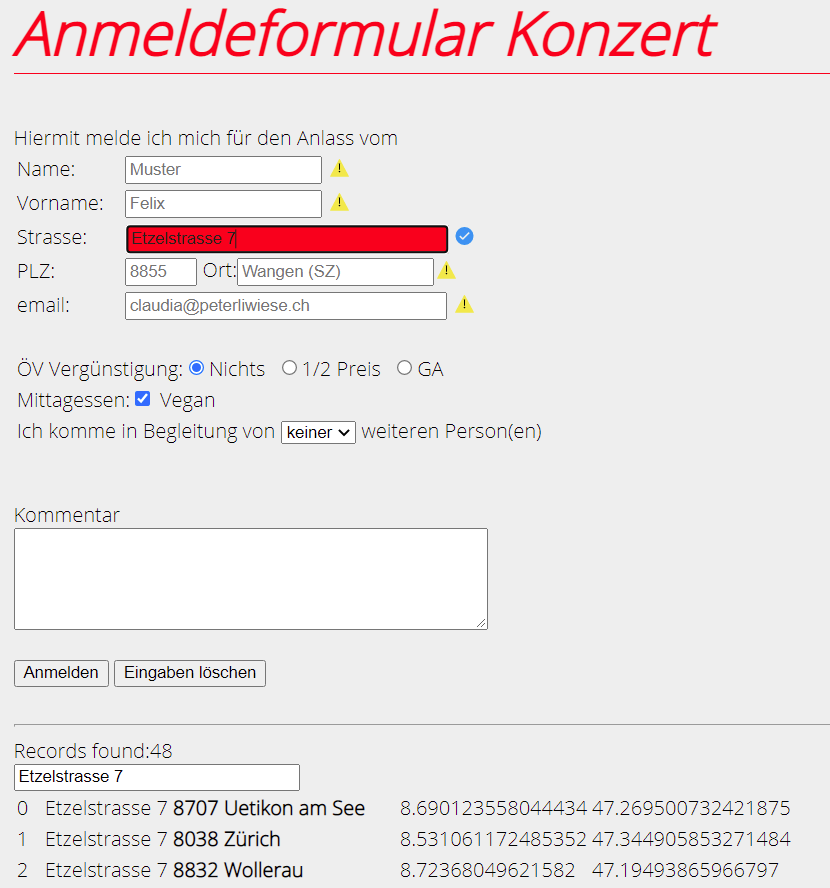 Anmeldeformular Konzert
Hiermit melde ich mich für den Anlass vom
Name: Muster
Vorname: Felix
Strasse: Etzelstrasse 7
PLZ: 8855 Ort: Wangen (SZ)
email: claudia@peterliwiese.ch
ÖV Vergünstigung: Nichts 1/2 Preis GA
Mittagessen: Vegan
Ich komme in Begleitung von keiner weiteren Person(en)
Kommentar
Anmelden Eingaben löschen
Records found:48
Etzelstrasse 7
0 Etzelstrasse 7 8707 Uetikon am See 8.690123558044434 47.269500732421875
1 Etzelstrasse 7 8038 Zürich 8.531061172485352 47.344905853271484
2 Etzelstrasse 7 8832 Wollerau 8.72368049621582 47.19493865966797